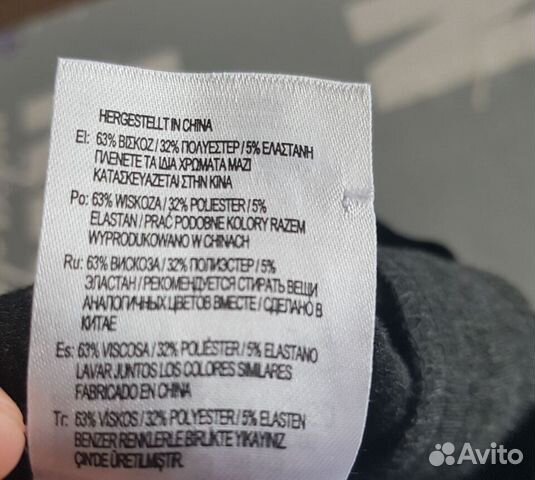 HERGESTELLT IN CHINA
El: 63% ΒΙΣΚΟΖ / 32% ΠΟΛΥΕΣΤΕΡ / 5% ΕΛΑΣΤΑΝΗ
ΠΛΕΝΕΤΕ ΤΑ ΙΔΙΑ ΧΡΩΜΑΤΑ ΜΑΖΙ
ΚΑΤΑΣΚΕΥΑΖΕΤΑΙ ΣΤΗΝ ΚΙΝΑ
Po: 63% WISKOZA / 32% POLIESTER / 5%
ELASTAN / PRAĆ PODOBNE KOLORY RAZEM
WYPRODUKOWANO W CHINACH
Ru: 63% ВИСКОЗА / 32% ПОЛИЭСТЕР / 5%
ЭЛАСТАН / РЕКОМЕНДУЕТСЯ СТИРАТЬ ВЕЩИ
АНАЛОГИЧНЫХ ЦВЕТОВ ВМЕСТЕ / СДЕЛАНО В
КИТАЕ
Es: 63% VISCOSA / 32% POLIÉSTER / 5% ELASTANO
LAVAR JUNTOS LOS COLORES SIMILARES
FABRICADO EN CHINA
Tr: 63% VİSKOS / 32% POLYESTER / 5% ELASTEN
BENZER RENKLERLE BİRLİKTE YIKAYINIZ
ÇİN'DE ÜRETİLMİŞTİR.
Avito